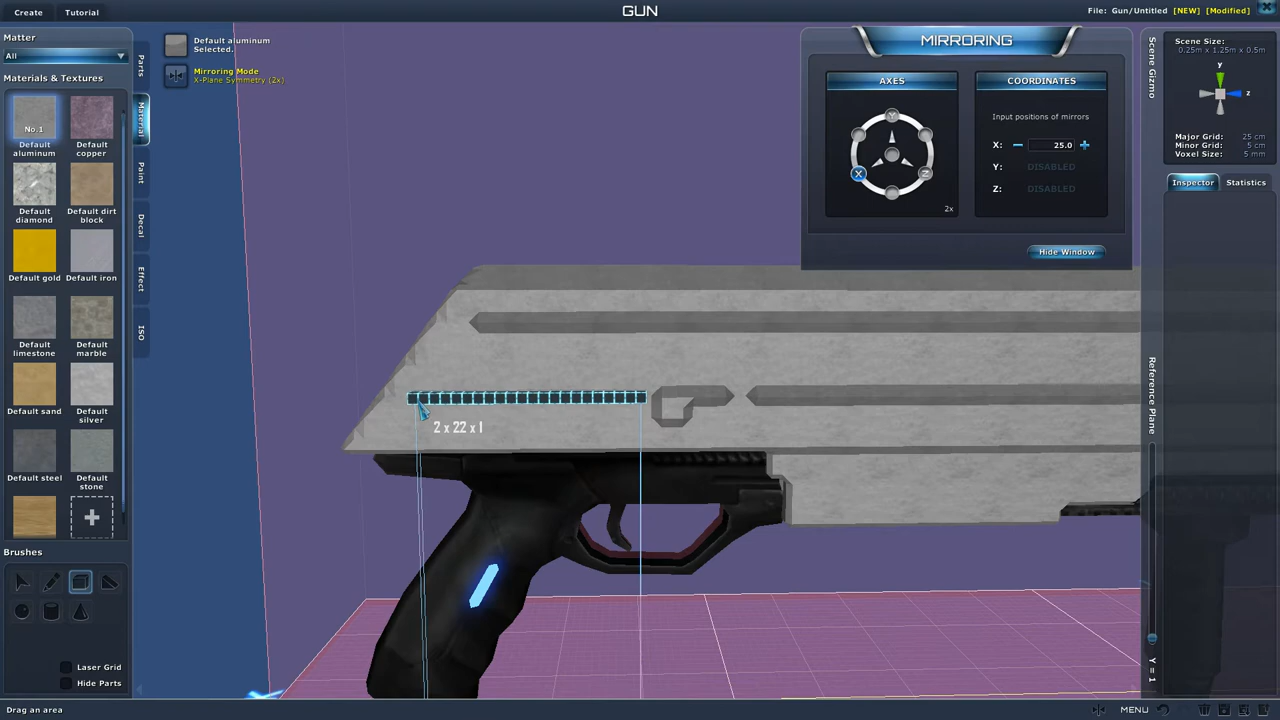 Create
Tutorial
GUN
File: Gun/Untitled [NEW] [Modified]
Matter
All
Materials & Textures
No.1
Default aluminum
Default copper
Default diamond
Default dirt block
Default gold
Default iron
Default limestone
Default marble
Default sand
Default silver
Default steel
Default stone
Brushes
Laser Grid
Hide Parts
Drag an area
Parts
Material
Paint
Decal
Effect
ISO
Default aluminum
Selected.
Mirroring Mode
X-Plane Symmetry (2x)
2 x 22 x 1
MIRRORING
AXES
Y
X
Z
2x
COORDINATES
Input positions of mirrors
X: 25.0
Y: DISABLED
Z: DISABLED
Hide Window
Scene Gizmo
Reference Plane
Y = 1
Scene Size:
0.25m x 1.25m x 0.5m
y
z
Major Grid: 25 cm
Minor Grid: 5 cm
Voxel Size: 5 mm
Inspector
Statistics
MENU